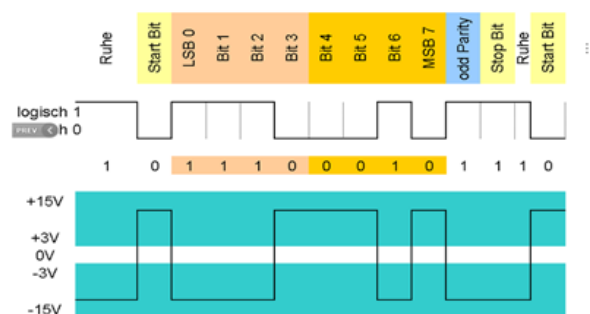 Ruhe Start Bit LSB 0 Bit 1 Bit 2 Bit 3 Bit 4 Bit 5 Bit 6 MSB 7 odd Parity Stop Bit Ruhe Start Bit ...
logisch 1
PREV h 0
1 0 1 1 1 0 0 0 1 0 1 1 1 0
+15V
+3V
0V
-3V
-15V